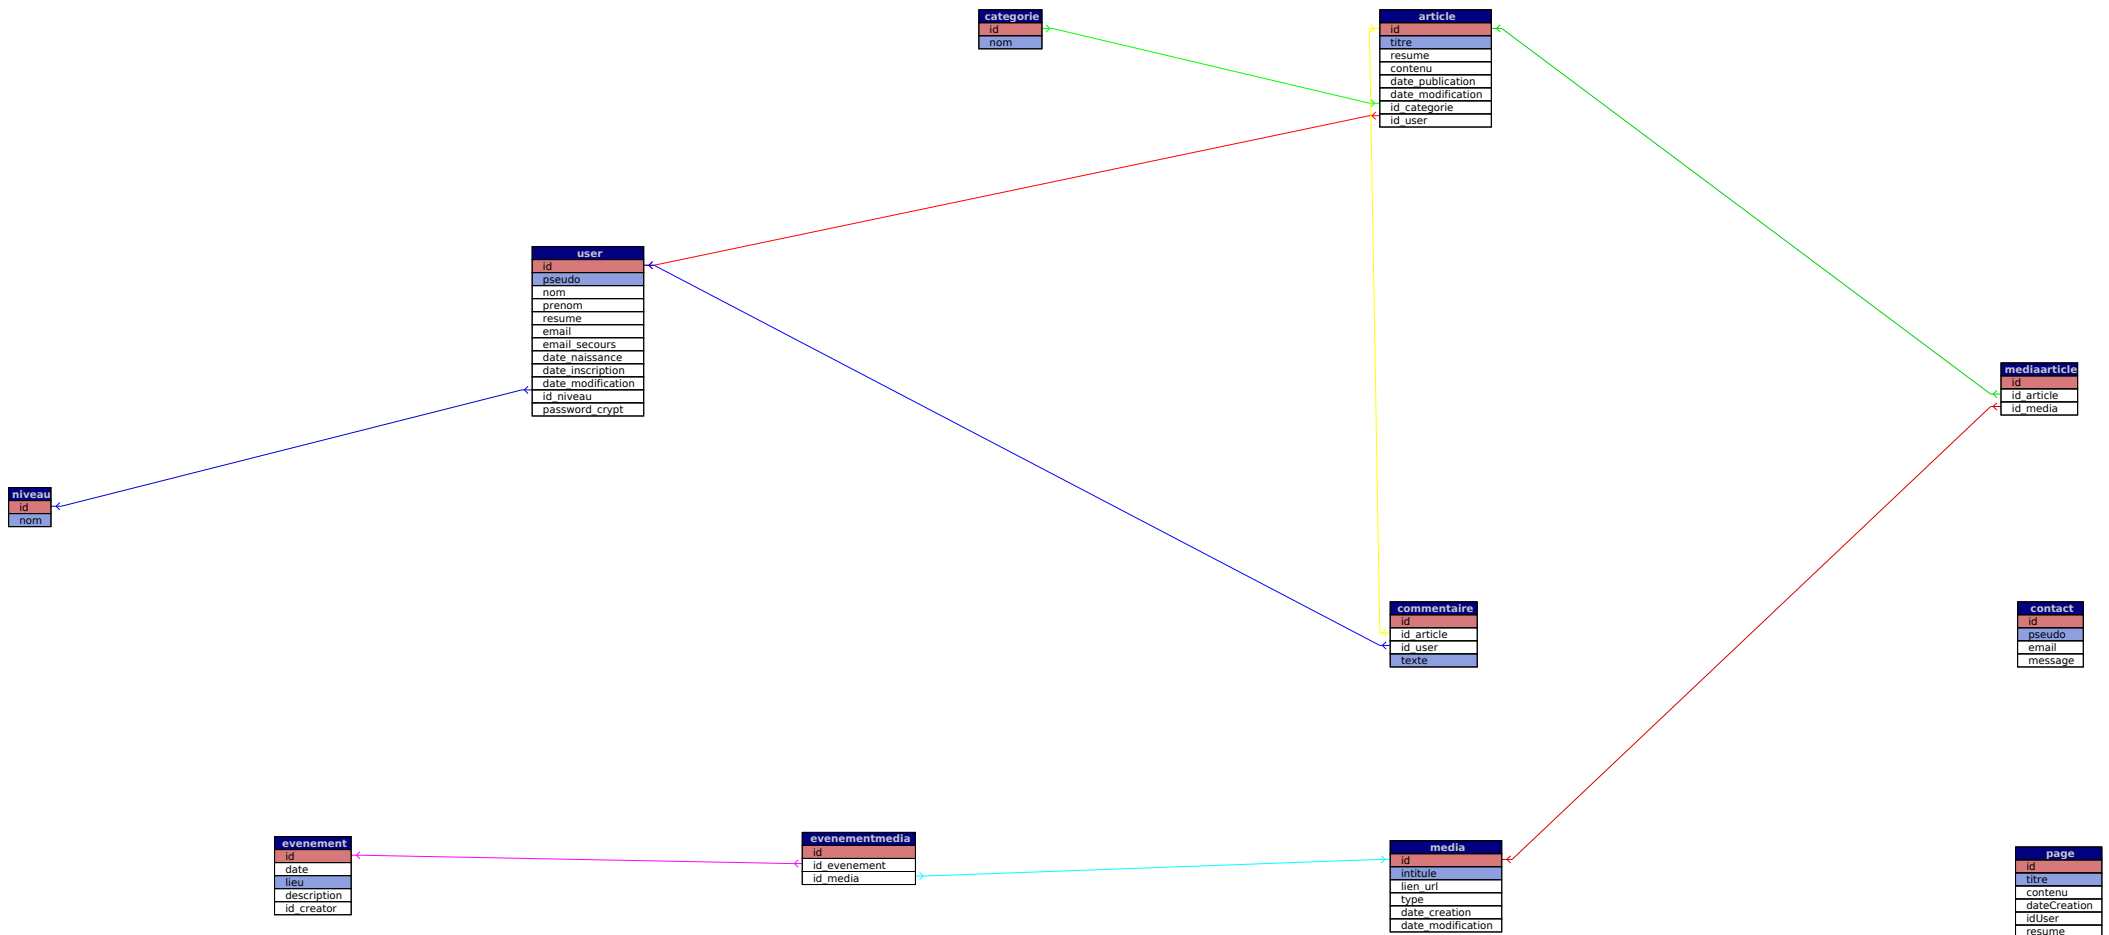 categorie
id
nom
article
id
titre
resume
contenu
date_publication
date_modification
id_categorie
id_user
user
id
pseudo
nom
prenom
resume
email
email_secours
date_naissance
date_inscription
date_modification
id_niveau
password_crypt
mediaarticle
id
id_article
id_media
niveau
id
nom
commentaire
id
id_article
id_user
texte
contact
id
pseudo
email
message
evenement
id
date
lieu
description
id_creator
evenementmedia
id
id_evenement
id_media
media
id
intitule
lien_url
type
date_creation
date_modification
page
id
titre
contenu
dateCreation
idUser
resume